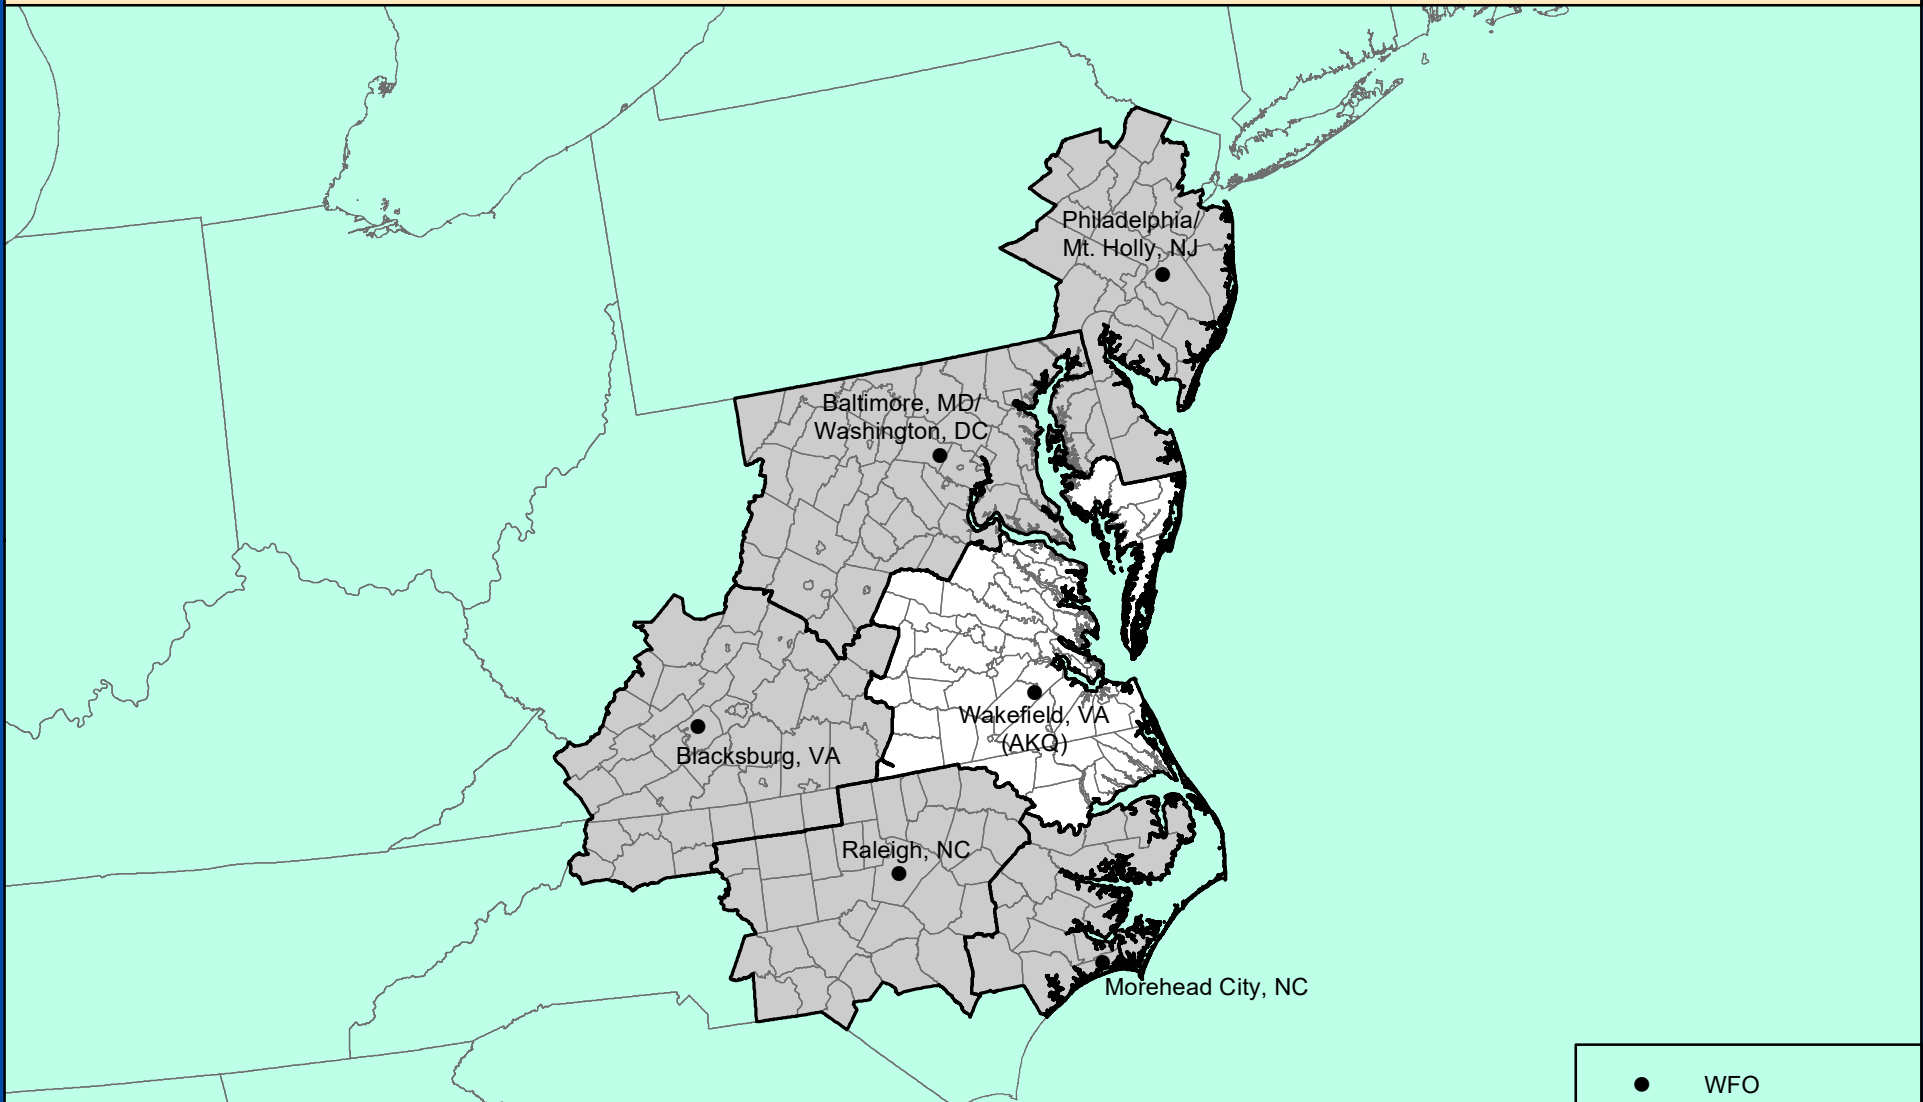 Philadelphia/
Mt. Holly, NJ
Baltimore, MD/
Washington, DC
Wakefield, VA
(AKQ)
Blacksburg, VA
Raleigh, NC
Morehead City, NC
WFO